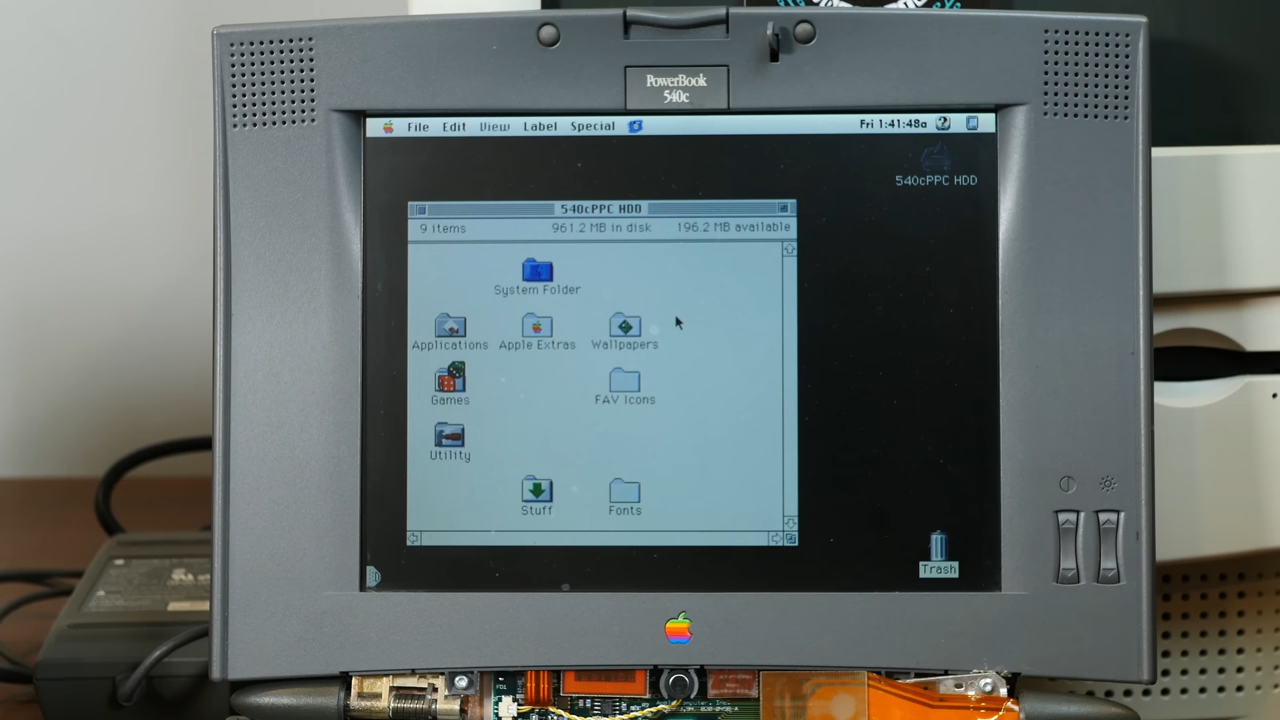 PowerBook
540c
File Edit View Label Special Fri 1:41:48a
540cPPC HDD
540cPPC HDD
9 items 961.2 MB in disk 196.2 MB available
System Folder
Applications Apple Extras Wallpapers
Games FAV Icons
Utility
Stuff Fonts
Trash
FD1